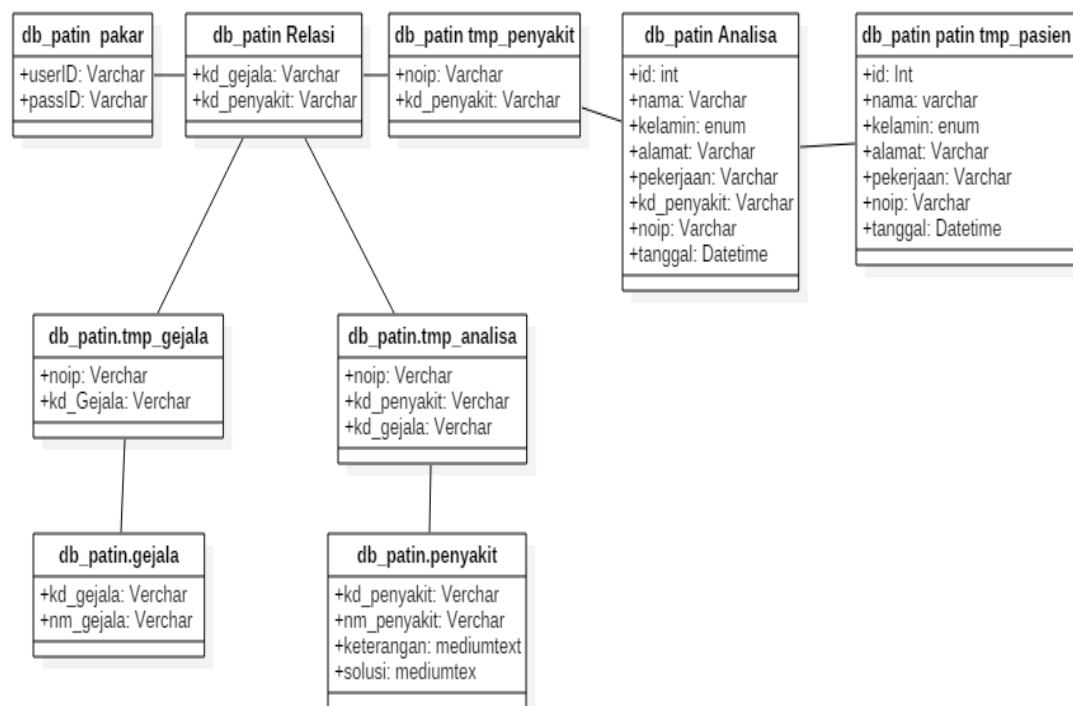 db_patin pakar
+userID: Varchar
+passID: Varchar
db_patin Relasi
+kd_gejala: Varchar
+kd_penyakit: Varchar
db_patin tmp_penyakit
+noip: Varchar
+kd_penyakit: Varchar
db_patin Analisa
+id: int
+nama: Varchar
+kelamin: enum
+alamat: Varchar
+pekerjaan: Varchar
+kd_penyakit: Varchar
+noip: Varchar
+tanggal: Datetime
db_patin patin tmp_pasien
+id: Int
+nama: varchar
+kelamin: enum
+alamat: Varchar
+pekerjaan: Varchar
+noip: Varchar
+tanggal: Datetime
db_patin.tmp_gejala
+noip: Verchar
+kd_Gejala: Verchar
db_patin.tmp_analisa
+noip: Verchar
+kd_penyakit: Verchar
+kd_gejala: Verchar
db_patin.gejala
+kd_gejala: Verchar
+nm_gejala: Verchar
db_patin.penyakit
+kd_penyakit: Verchar
+nm_penyakit: Verchar
+keterangan: mediumtext
+solusi: mediumtex